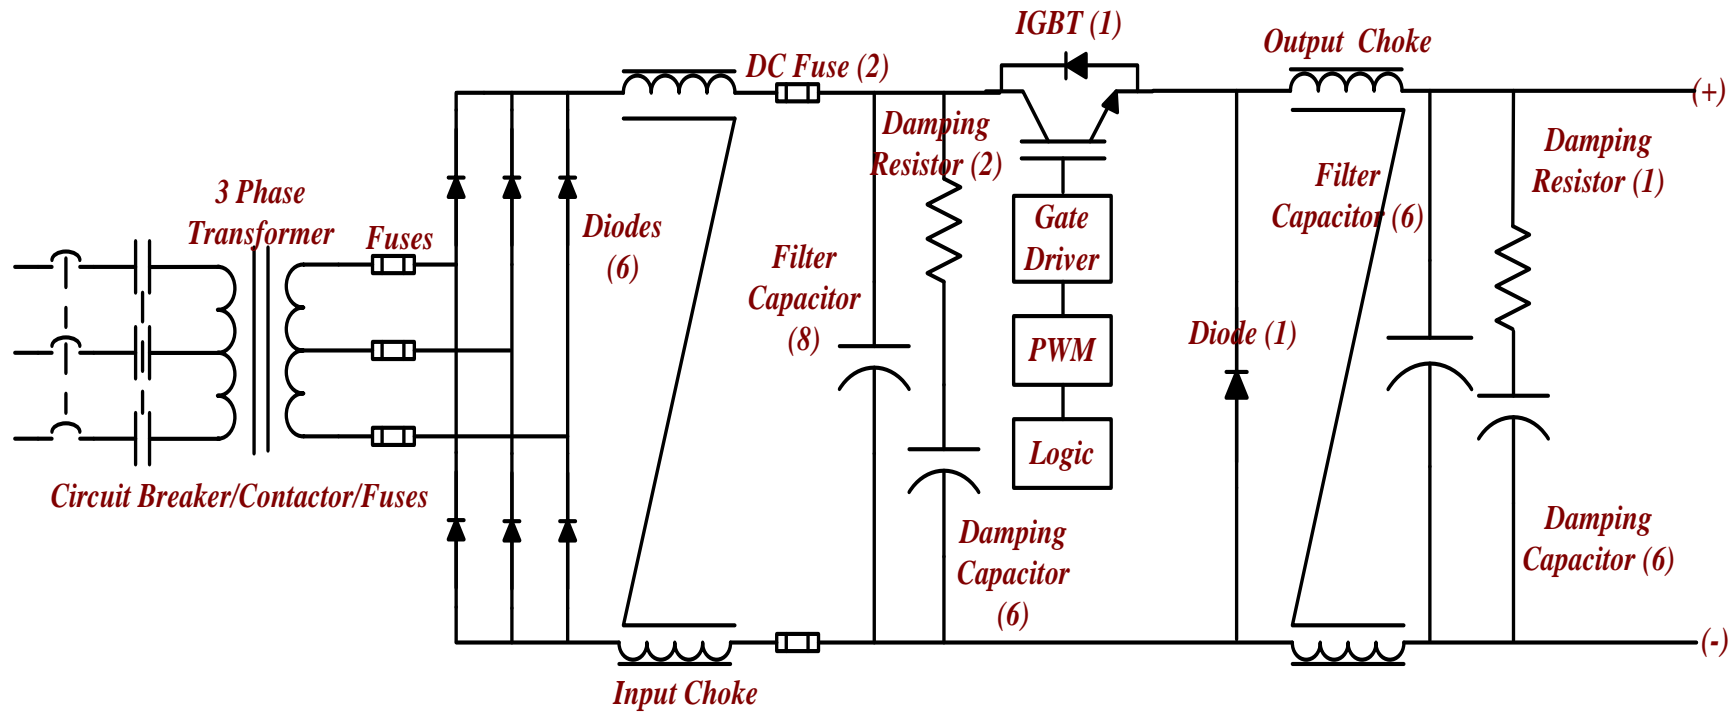 IGBT (1)
Output Choke
DC Fuse (2)
(+)
Damping
Resistor (2)
Damping
Resistor (1)
3 Phase
Transformer
Fuses
Diodes
(6)
Filter
Capacitor
(8)
Gate
Driver
Filter
Capacitor (6)
PWM
Diode (1)
Logic
Circuit Breaker/Contactor/Fuses
Damping
Capacitor
(6)
Damping
Capacitor (6)
(-)
Input Choke